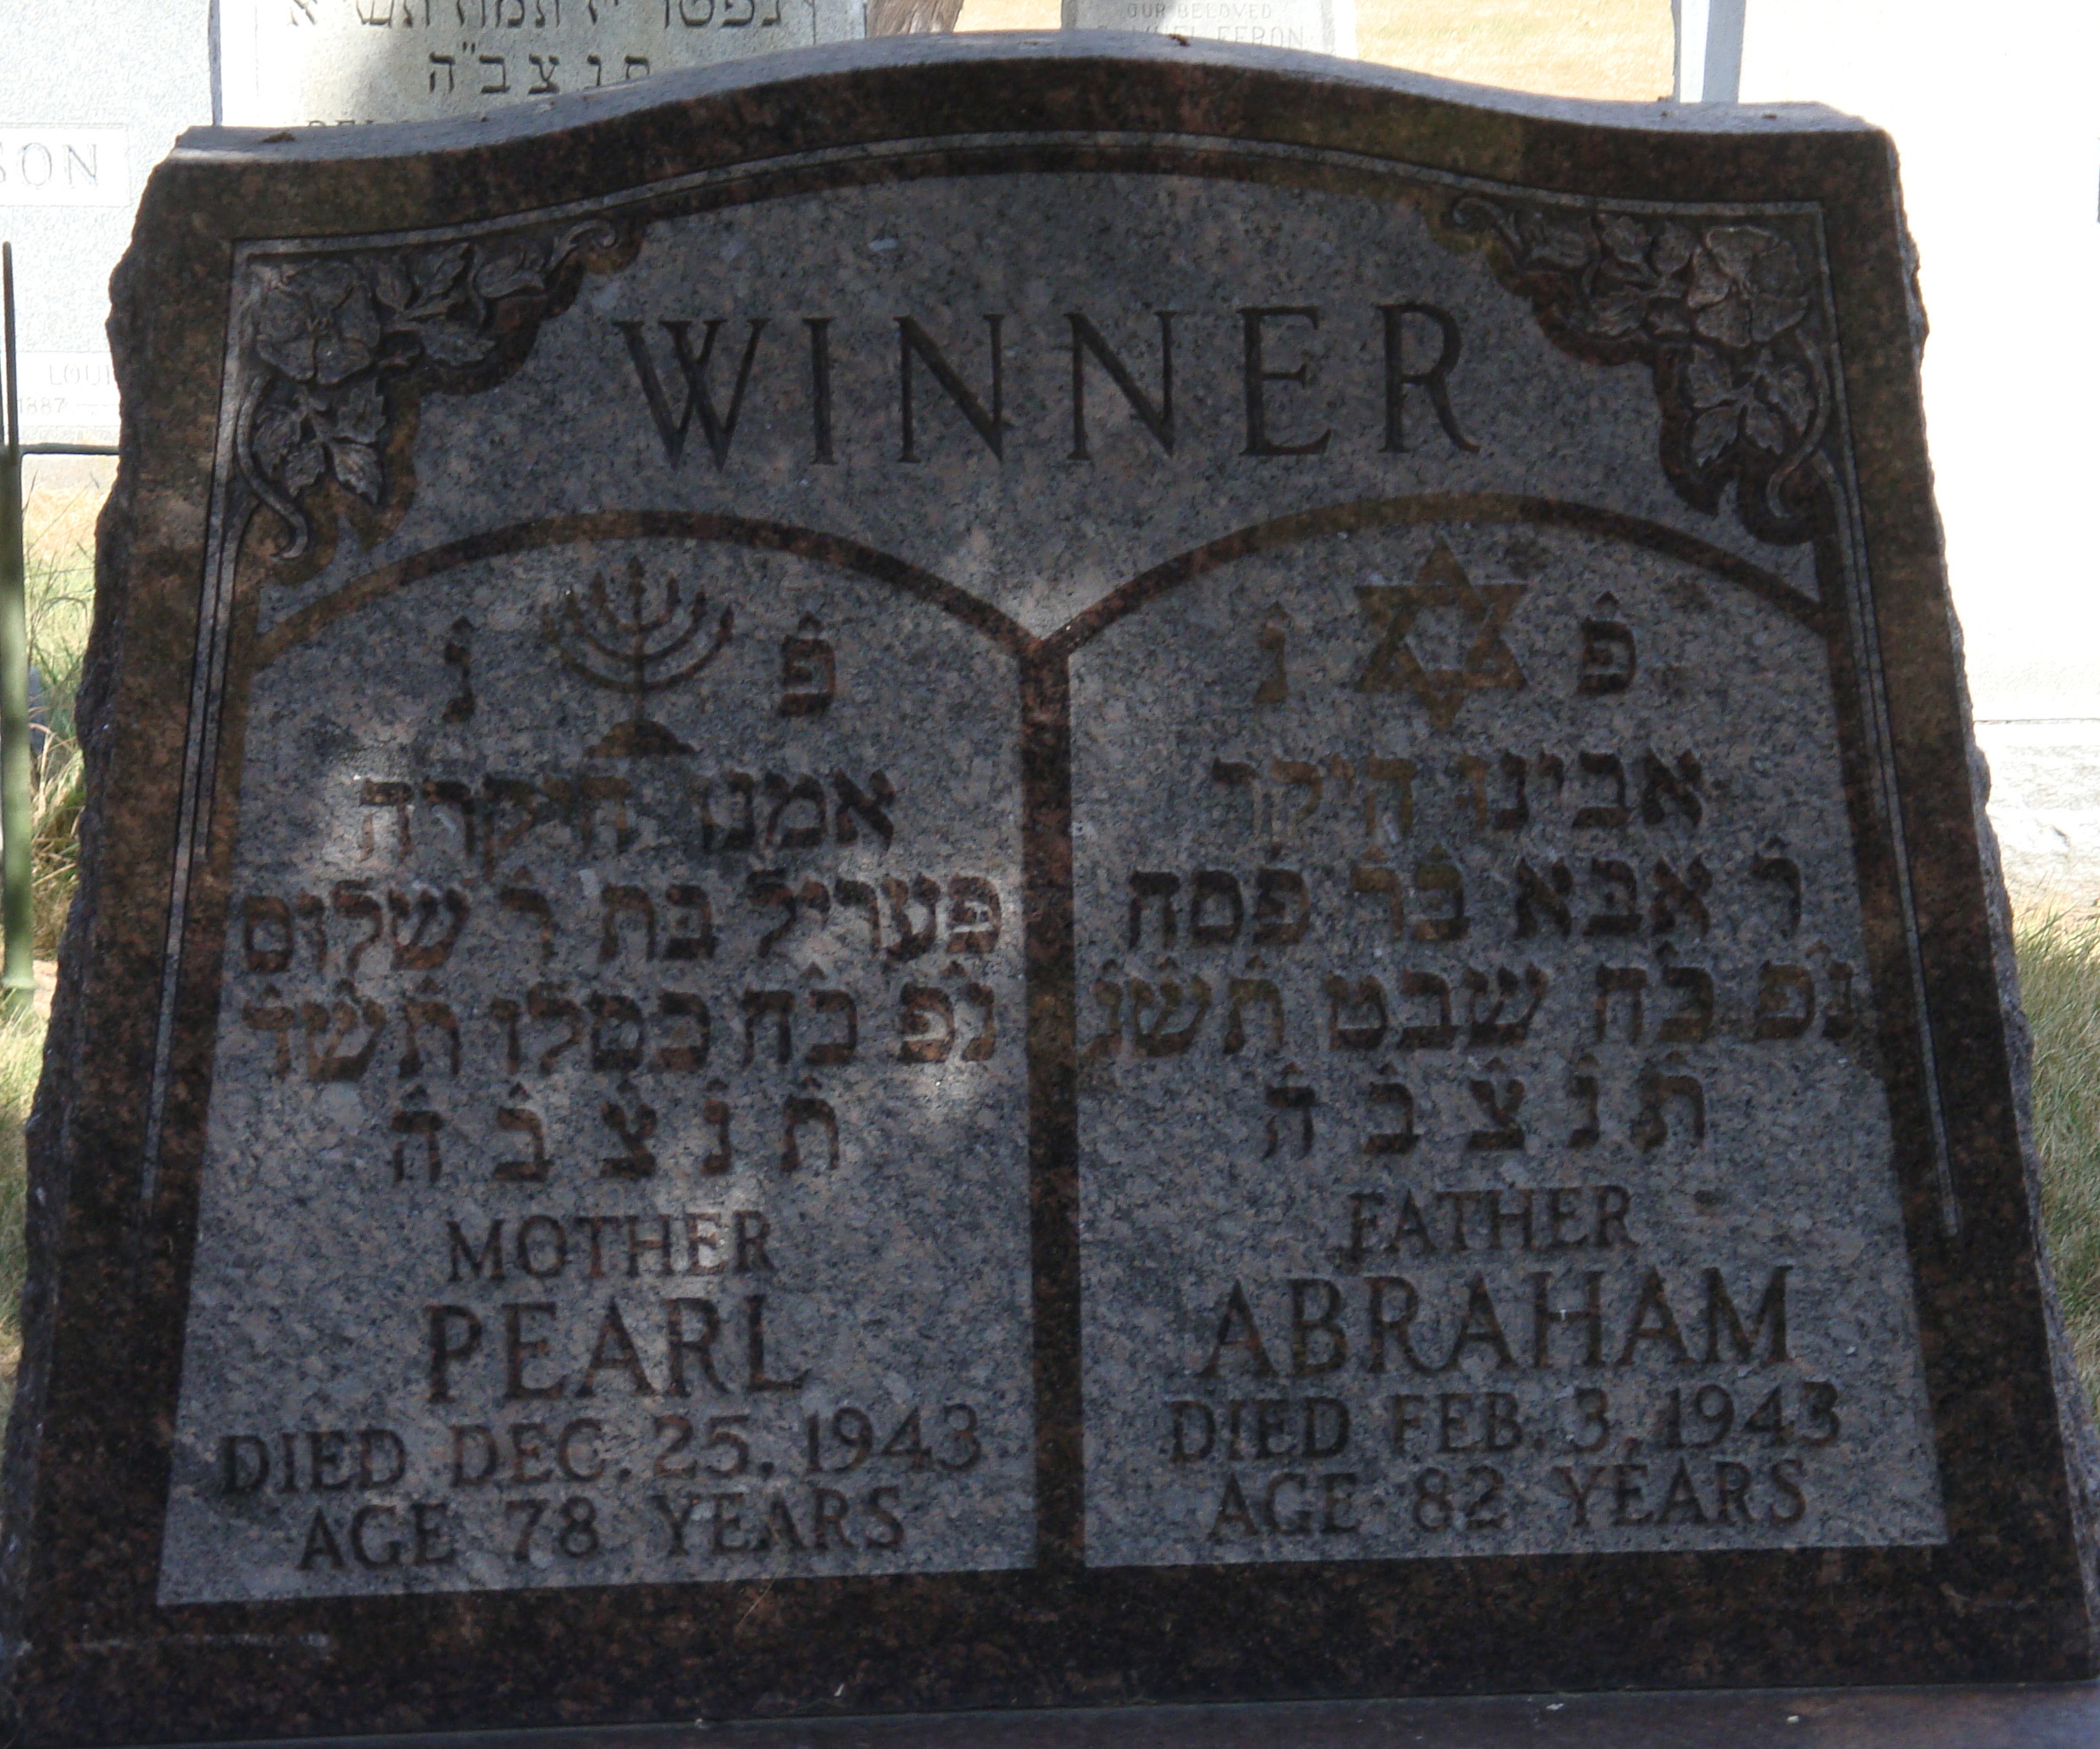 ת נ צ ב"ה
OUR BELOVED
SON
1887
WINNER
פ נ
אמנו היקרה
פעריל בת ר שלום
נפ כח כסלו תשד
ת נ צ ב ה
MOTHER
PEARL
DIED DEC. 25, 1943
AGE 78 YEARS
פ נ
אבינו היקר
ר אבא בר פסח
נפ כח שבט תשג
ת נ צ ב ה
FATHER
ABRAHAM
DIED FEB. 3, 1943
AGE 82 YEARS